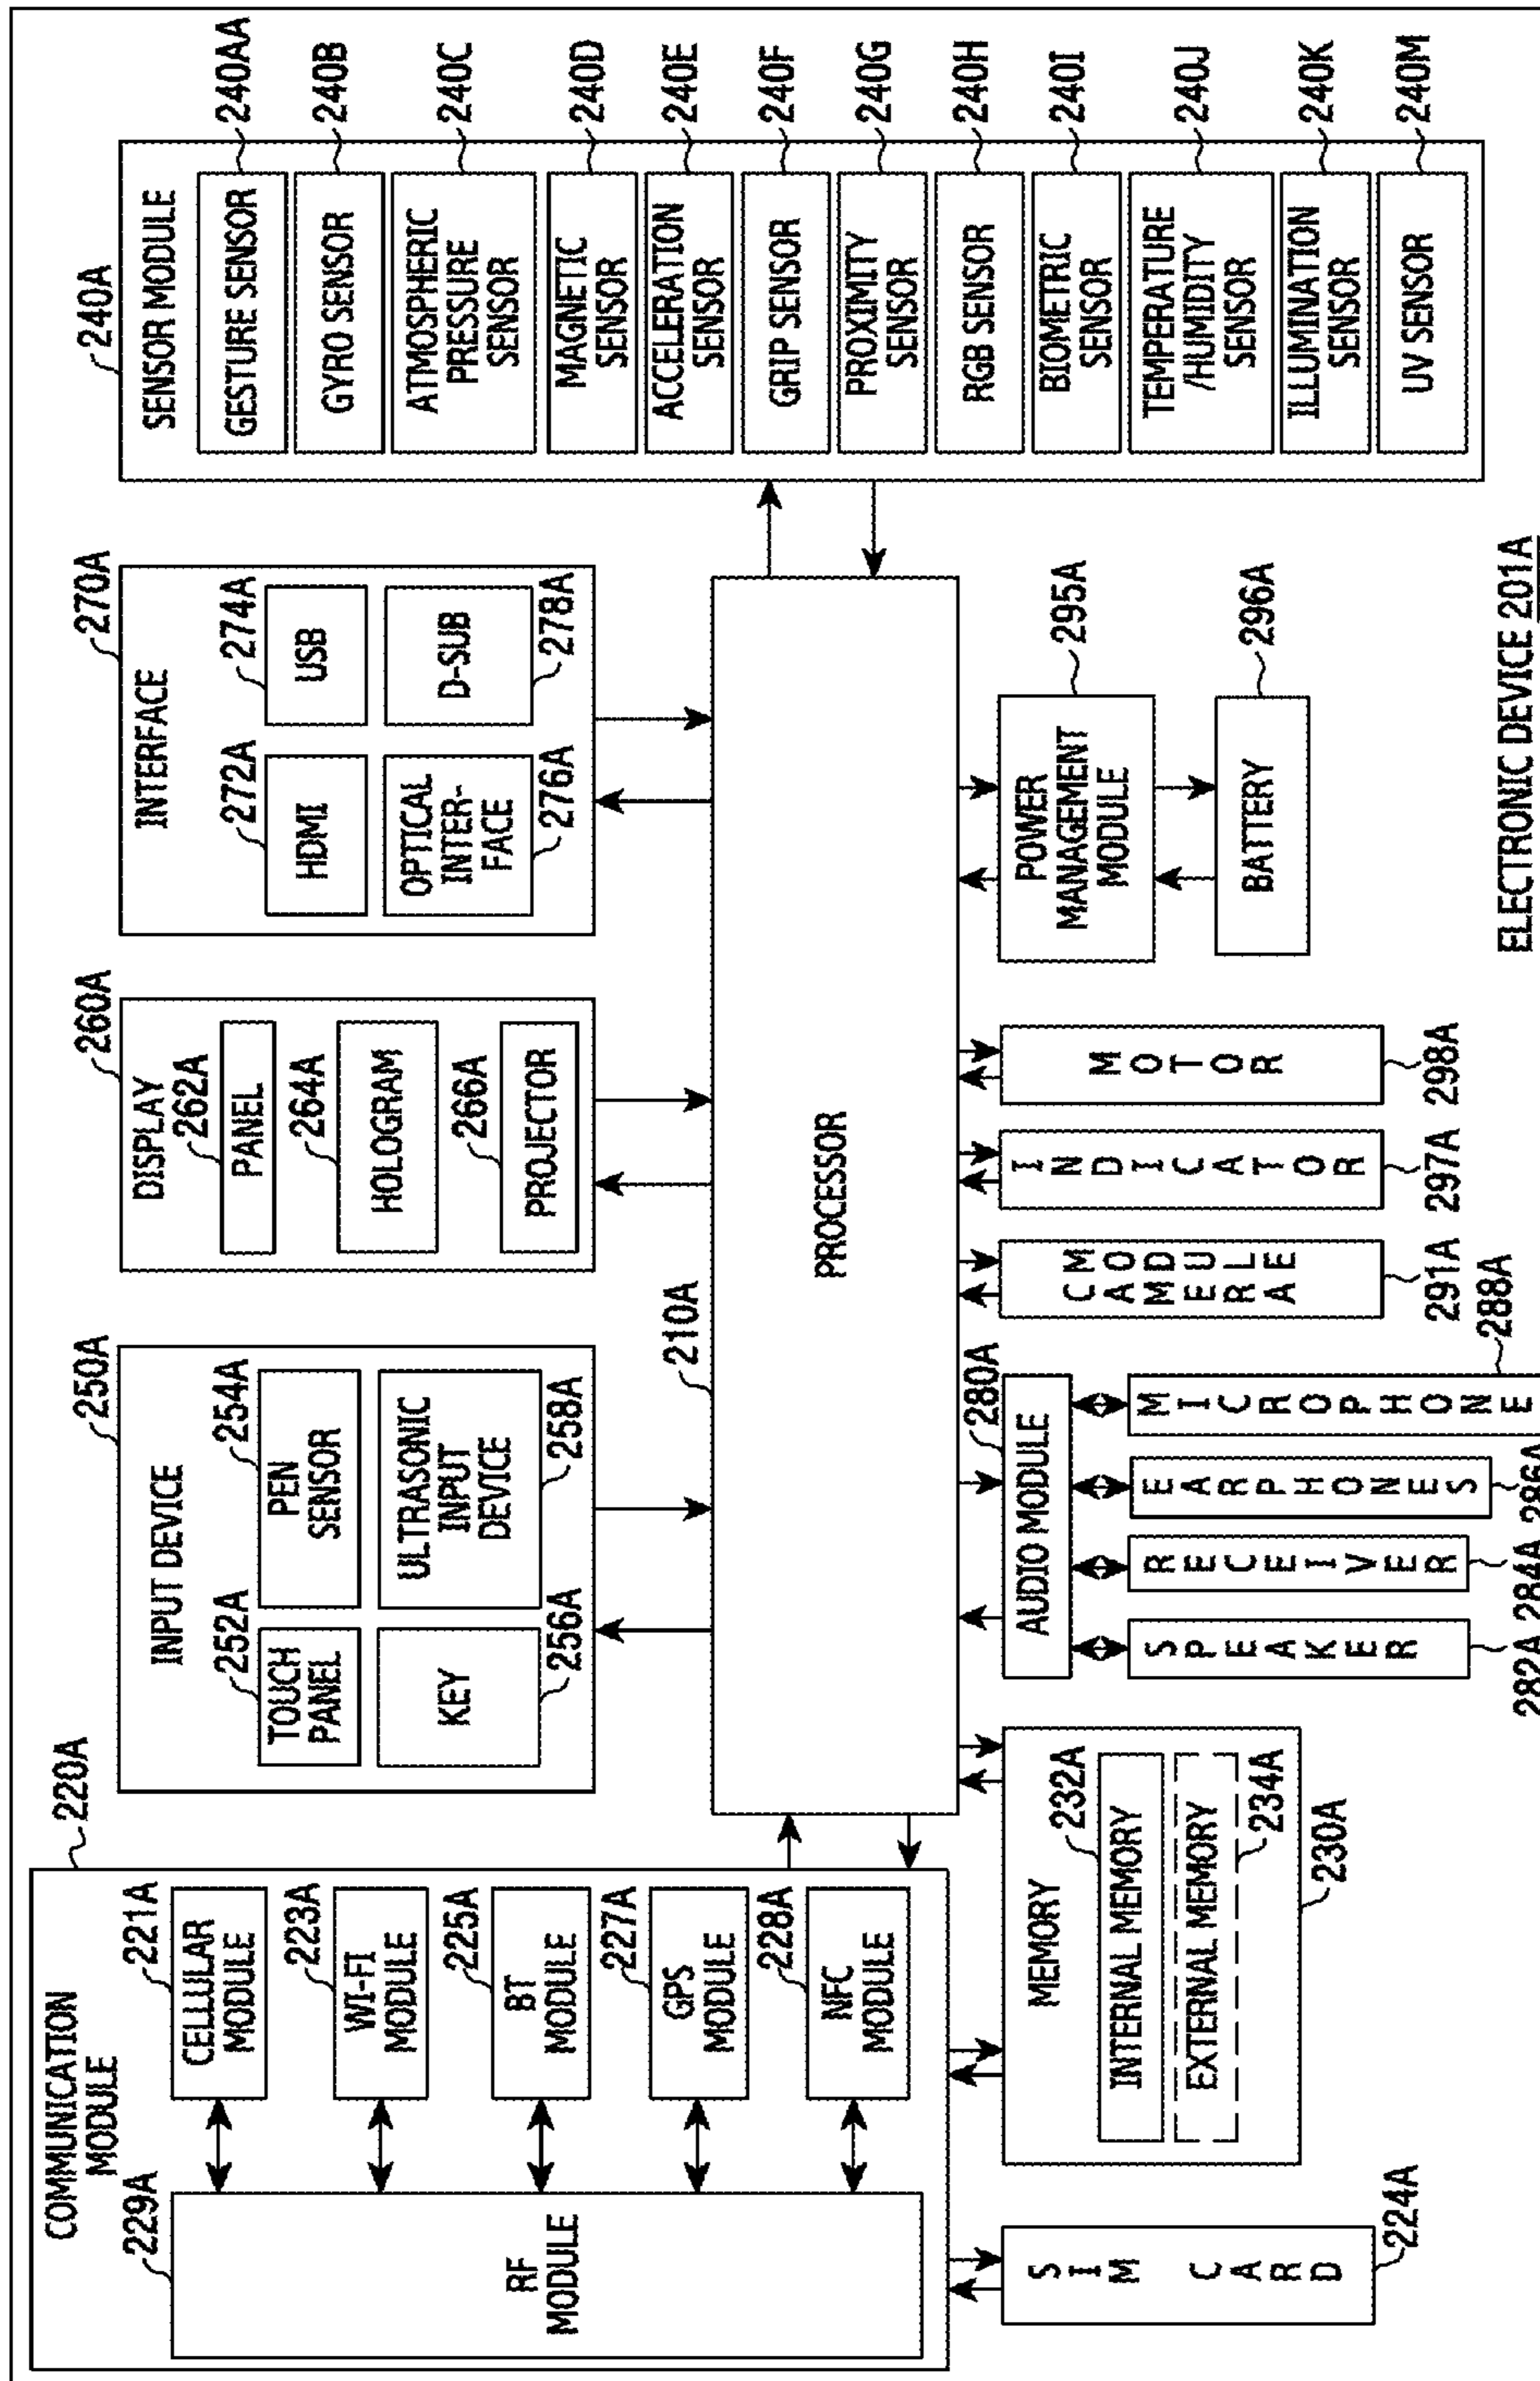 COMMUNICATION
MODULE
220A
229A
RF
MODULE
221A
CELLULAR
MODULE
223A
WI-FI
MODULE
225A
BT
MODULE
227A
GPS
MODULE
228A
NFC
MODULE
SIM CARD
224A
INPUT DEVICE
250A
252A
TOUCH
PANEL
254A
PEN
SENSOR
KEY
256A
ULTRASONIC
INPUT
DEVICE
258A
DISPLAY
260A
262A
PANEL
264A
HOLOGRAM
266A
PROJECTOR
INTERFACE
270A
272A
HDMI
274A
USB
OPTICAL
INTER-
FACE
276A
D-SUB
278A
240A
SENSOR MODULE
GESTURE SENSOR
240AA
GYRO SENSOR
240B
ATMOSPHERIC
PRESSURE
SENSOR
240C
MAGNETIC
SENSOR
240D
ACCELERATION
SENSOR
240E
GRIP SENSOR
240F
PROXIMITY
SENSOR
240G
RGB SENSOR
240H
BIOMETRIC
SENSOR
240I
TEMPERATURE
/HUMIDITY
SENSOR
240J
ILLUMINATION
SENSOR
240K
UV SENSOR
240M
210A
PROCESSOR
MEMORY
232A
INTERNAL MEMORY
EXTERNAL MEMORY
234A
230A
280A
AUDIO MODULE
SPEAKER
282A
RECEIVER
284A
EARPHONES
286A
MICROPHONE
288A
CAMERA
MODULE
291A
INDICATOR
297A
MOTOR
298A
POWER
MANAGEMENT
MODULE
295A
BATTERY
296A
ELECTRONIC DEVICE 201A